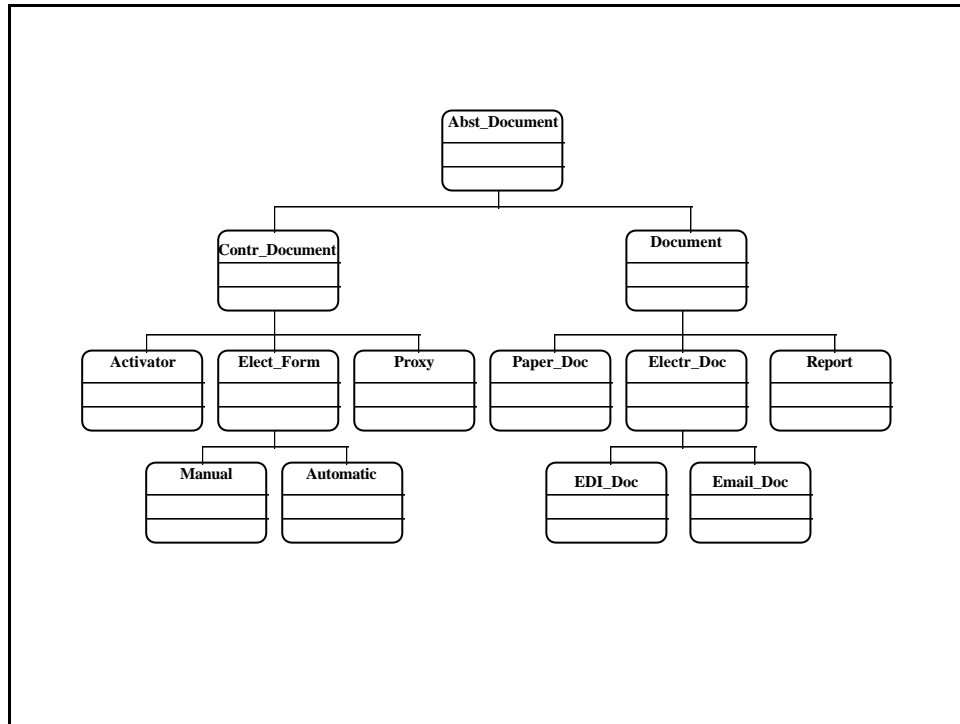 Abst_Document
Contr_Document
Document
Activator
Elect_Form
Proxy
Paper_Doc
Electr_Doc
Report
Manual
Automatic
EDI_Doc
Email_Doc